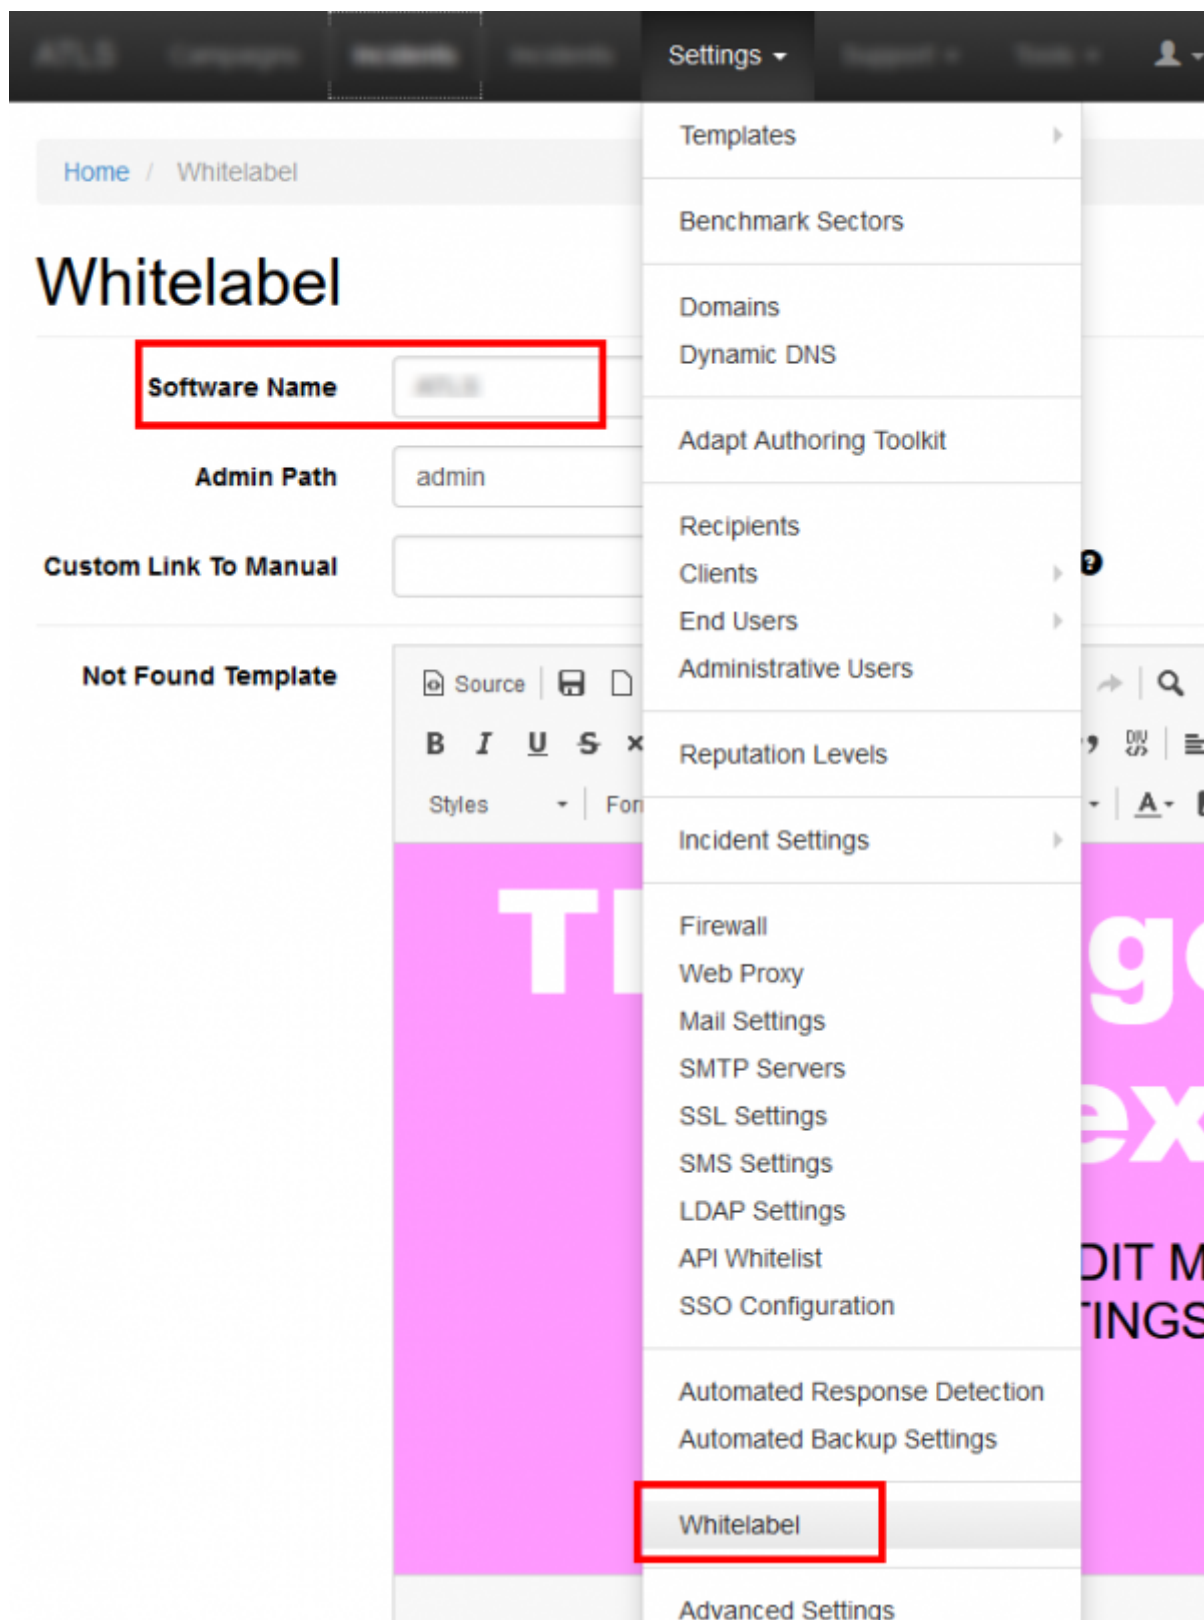 Settings
Home / Whitelabel
Whitelabel
Software Name
Admin Path
admin
Custom Link To Manual
Not Found Template
Source
B I U S
Styles
Templates
Benchmark Sectors
Domains
Dynamic DNS
Adapt Authoring Toolkit
Recipients
Clients
End Users
Administrative Users
Reputation Levels
Incident Settings
Firewall
Web Proxy
Mail Settings
SMTP Servers
SSL Settings
SMS Settings
LDAP Settings
API Whitelist
SSO Configuration
Automated Response Detection
Automated Backup Settings
Whitelabel
Advanced Settings